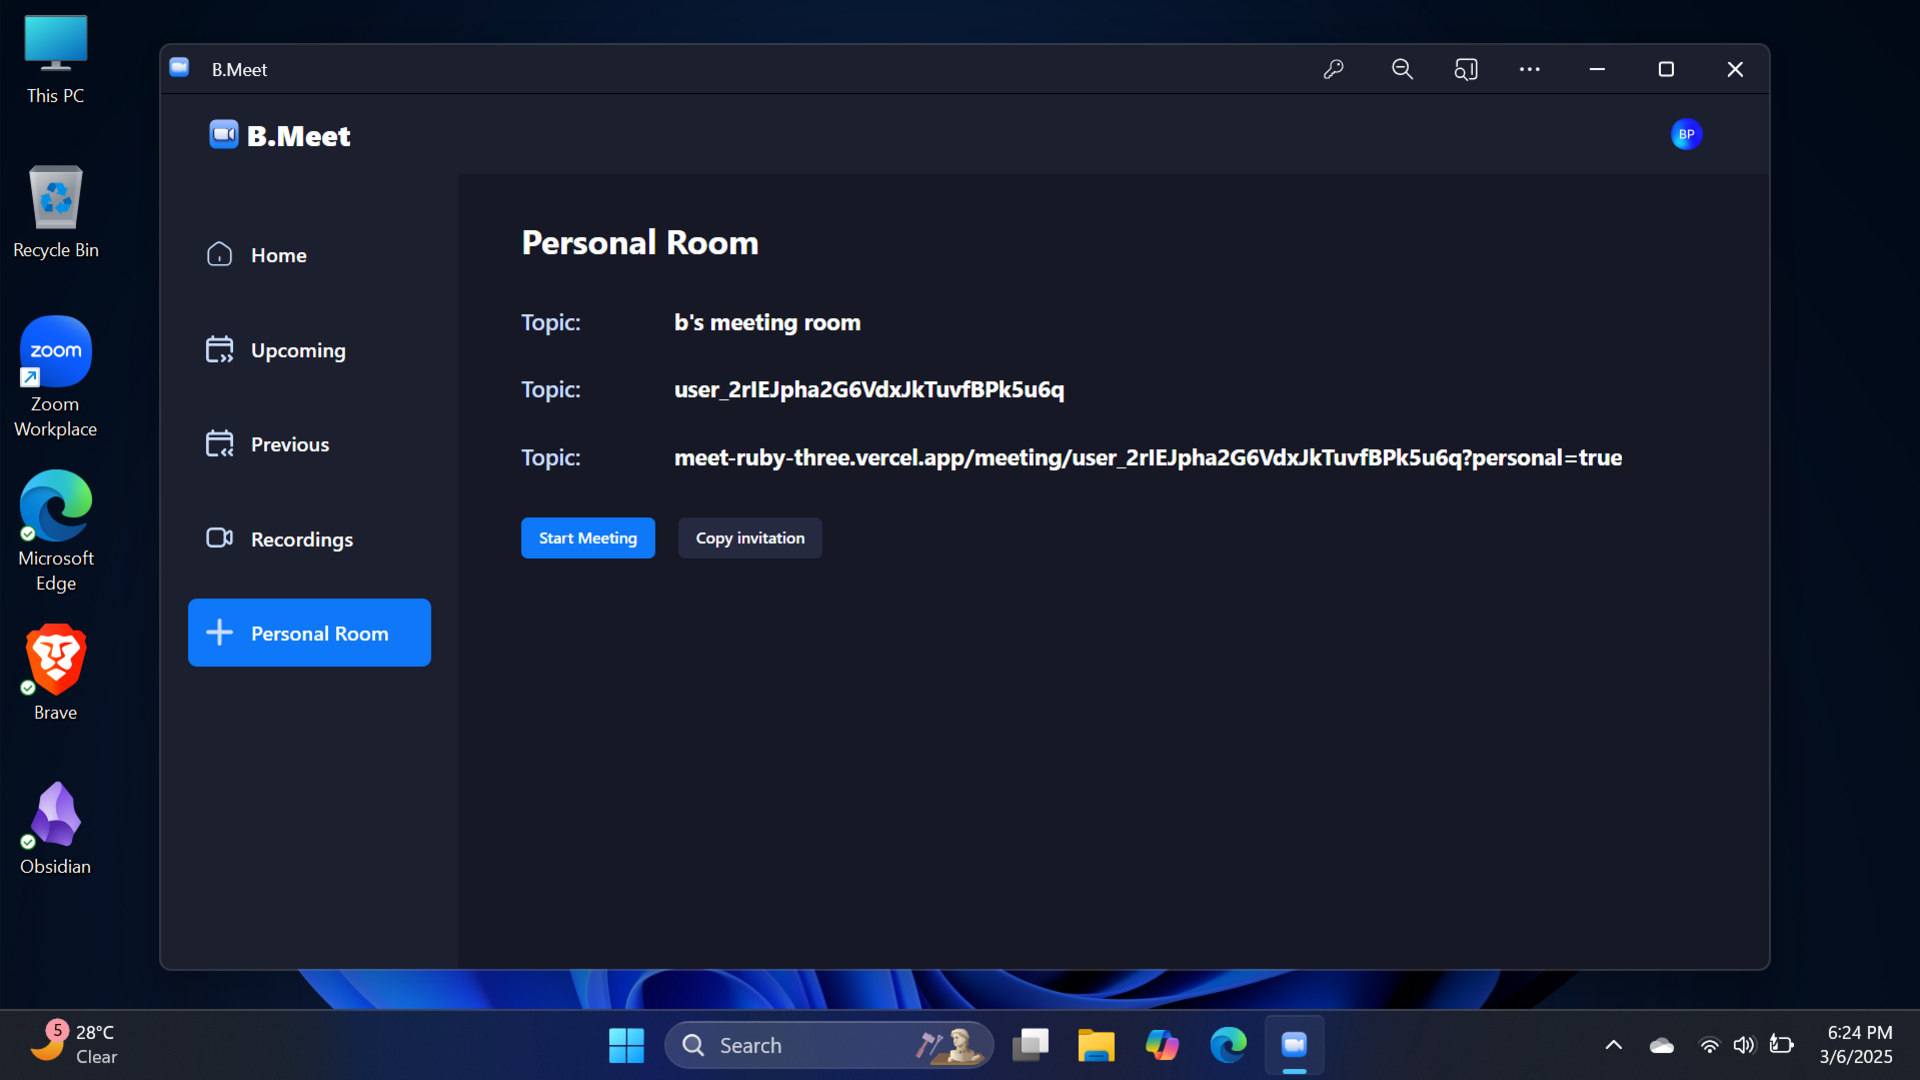 This PC
Recycle Bin
zoom
Zoom
Workplace
Microsoft
Edge
Brave
Obsidian
B.Meet
B.Meet
BP
Home
Upcoming
Previous
Recordings
Personal Room
Personal Room
Topic: b's meeting room
Topic: user_2rIEJpha2G6VdxJkTuvfBPk5u6q
Topic: meet-ruby-three.vercel.app/meeting/user_2rIEJpha2G6VdxJkTuvfBPk5u6q?personal=true
Start Meeting Copy invitation
5 28°C
Clear
Search
6:24 PM
3/6/2025